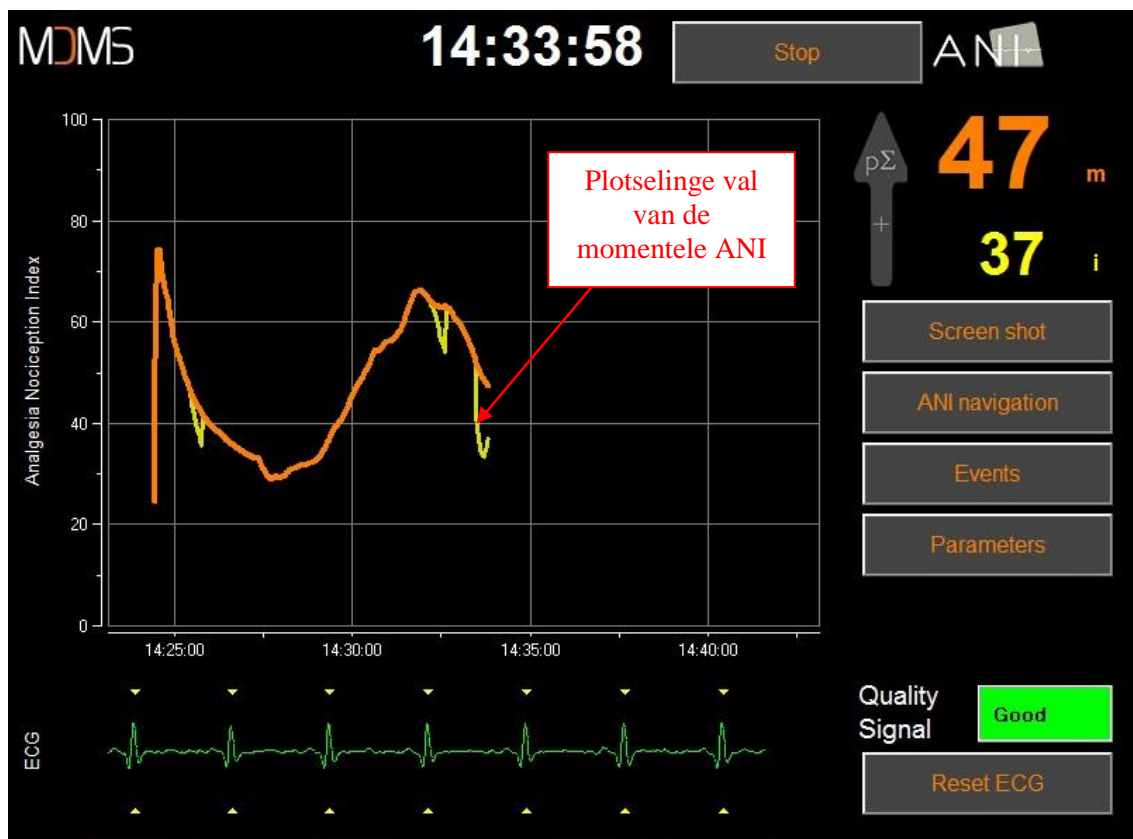 MDMS
14:33:58
Stop
ANI
100
80
60
40
20
0
Analgesia Nociception Index
14:25:00
14:30:00
14:35:00
14:40:00
Plotselinge val
van de
momentele ANI
pΣ
+
47 m
37 i
Screen shot
ANI navigation
Events
Parameters
ECG
Quality
Signal
Good
Reset ECG